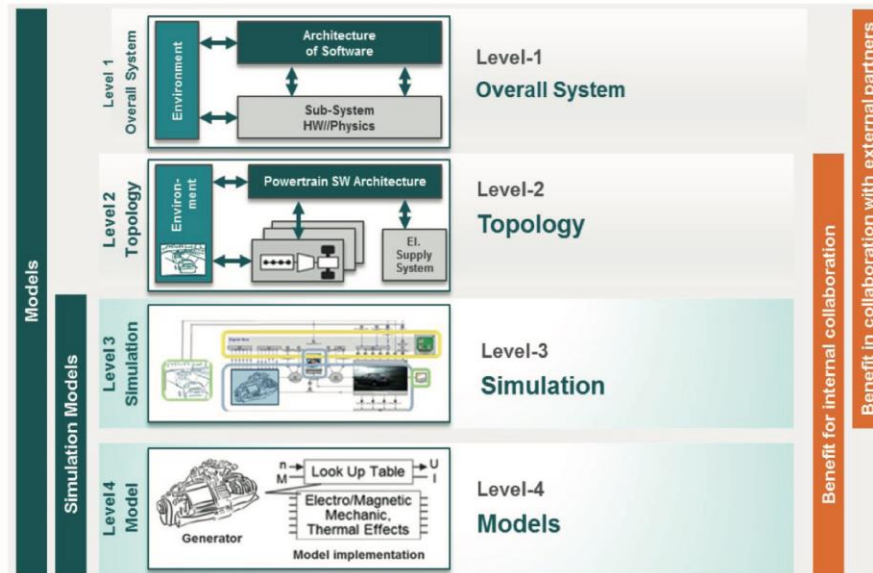 Models
Simulation Models
Level 1
Overall System
Environment
Architecture
of Software
Sub-System
HW//Physics
Level-1
Overall System
Level 2
Topology
Environ-
ment
Powertrain SW Architecture
El.
Supply
System
Level-2
Topology
Level 3
Simulation
Level-3
Simulation
Level 4
Model
Generator
n
M
Look Up Table
U
I
Electro/Magnetic
Mechanic,
Thermal Effects
Model implementation
Level-4
Models
Benefit for internal collaboration
Benefit in collaboration with external partners